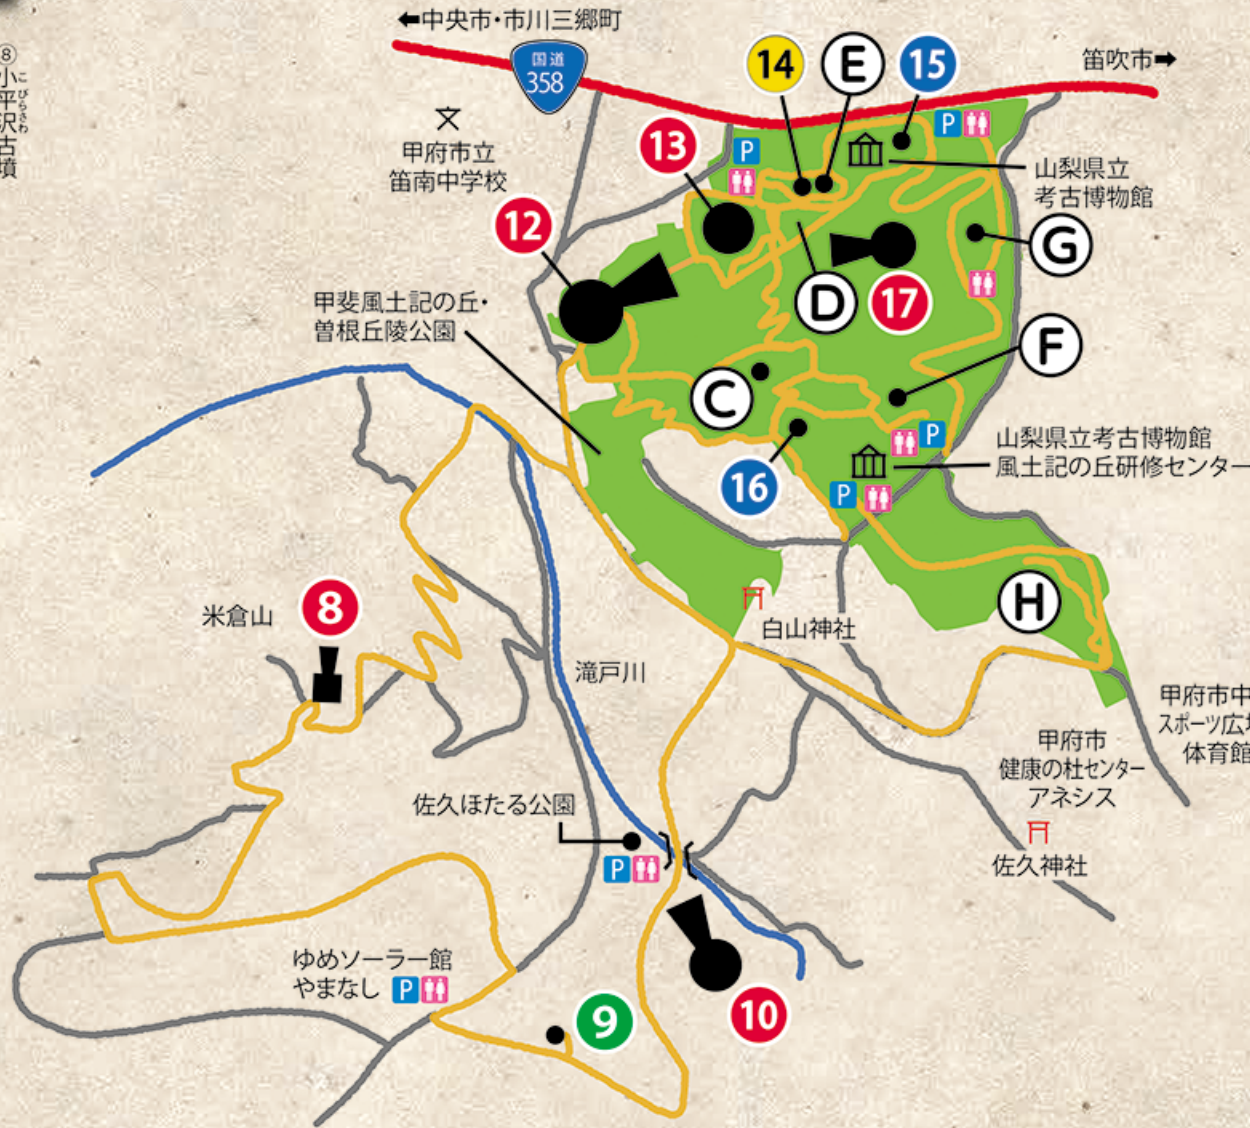 ⑧小平沢古墳
こびらさわ
←中央市・市川三郷町
国道
358
笛吹市→
14
E
15
P
13
P
甲府市立
笛南中学校
山梨県立
考古博物館
12
G
D
17
甲斐風土記の丘・
曽根丘陵公園
F
C
P
山梨県立考古博物館
風土記の丘研修センター
16
P
8
米倉山
H
白山神社
滝戸川
甲府市中
スポーツ広場
体育館
甲府市
健康の杜センター
アネシス
佐久ほたる公園
P
佐久神社
ゆめソーラー館
やまなし P
9
10